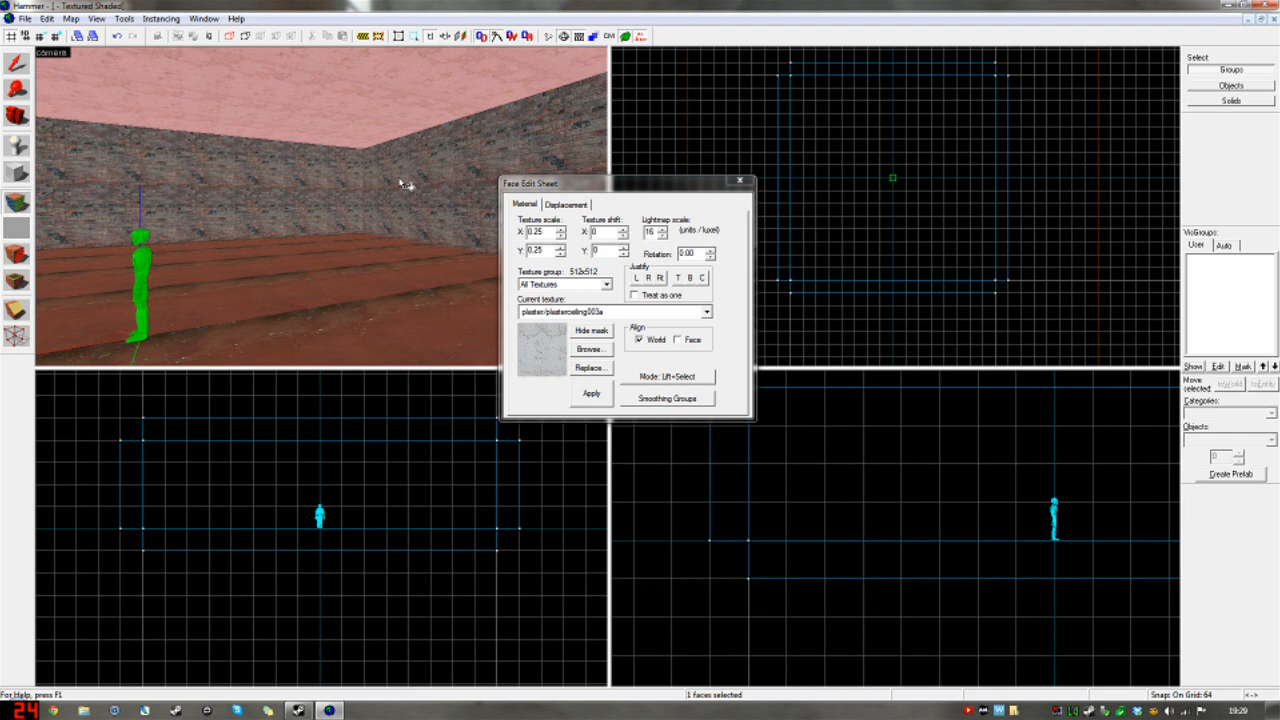 Hammer - [ - Textured Shaded]
File Edit Map View Tools Instancing Window Help
camera
Select:
Groups
Objects
Solids
Face Edit Sheet
Material Displacement
Texture scale: Texture shift: Lightmap scale:
X: 0.25 X: 0 16 (units / luxel)
Y: 0.25 Y: 0 Rotation: 0.00
Texture group: 512x512 Justify
All Textures L R Fit T B C
Treat as one
Current texture:
plaster/plasterceiling003a
Hide mask Align
World Face
Browse...
Replace...
Mode: Lift+Select
Apply
Smoothing Groups
VisGroups:
User Auto
Show Edit Mark
Move selected:
toWorld toEntity
Categories:
Objects:
0
Create Prefab
For Help, press F1 1 faces selected Snap: On Grid: 64 <->
24 19:29